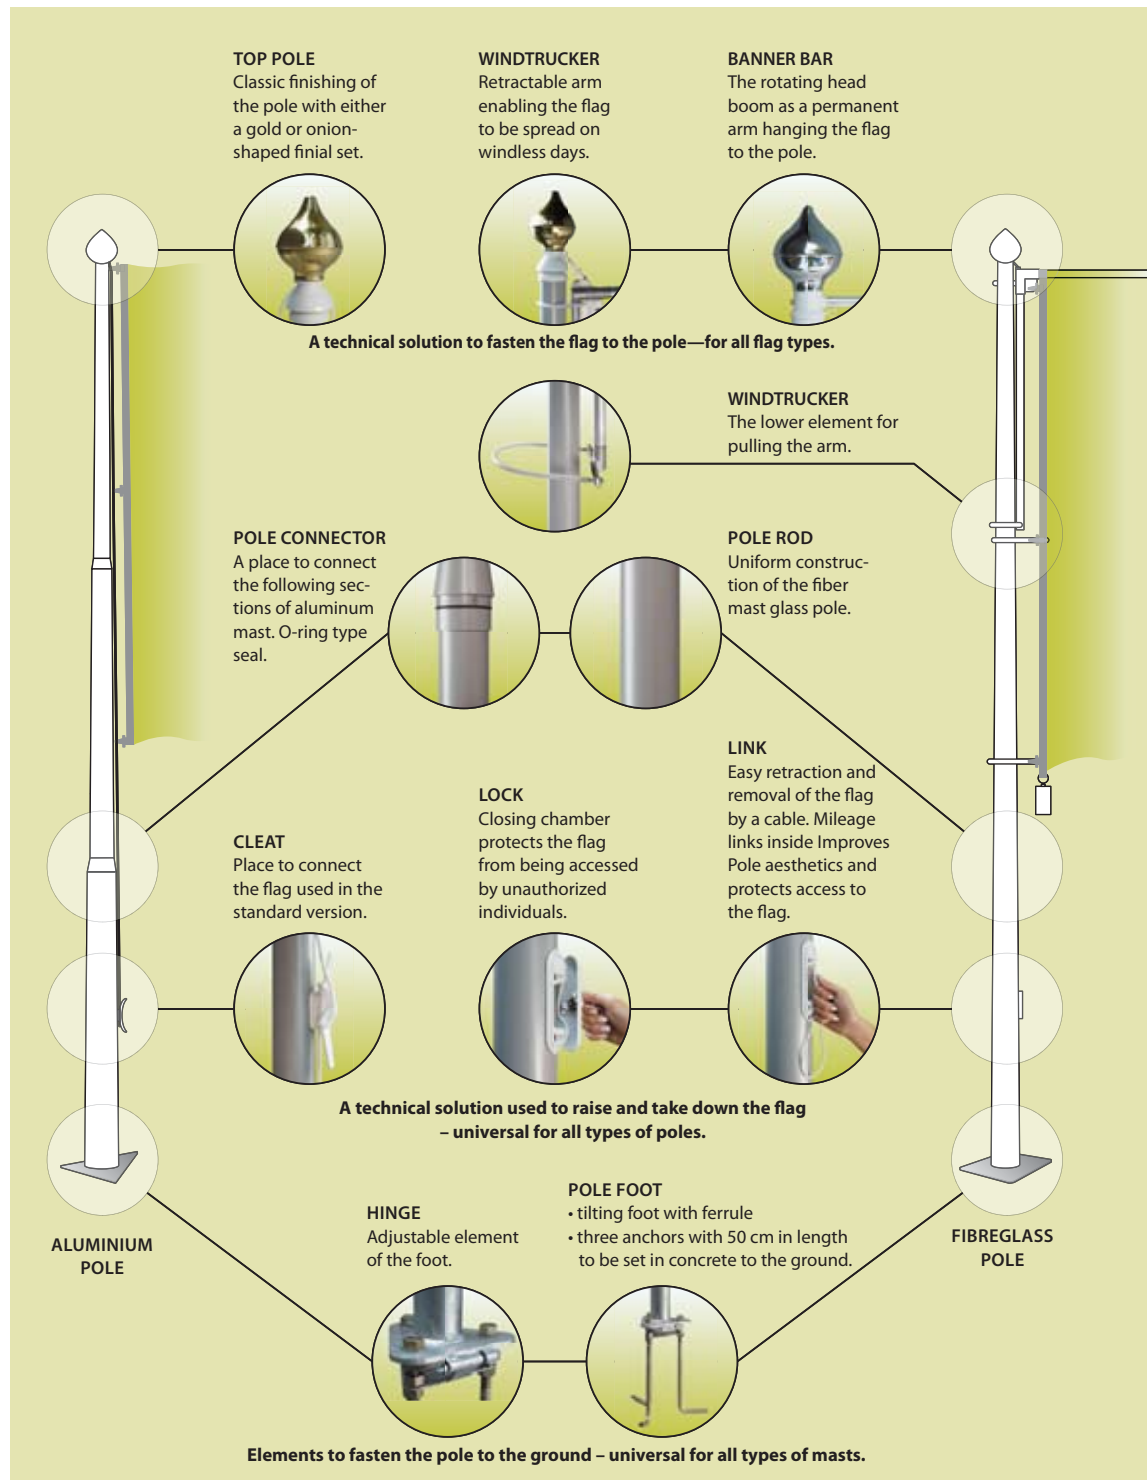 TOP POLE
Classic finishing of
the pole with either
a gold or onion-
shaped finial set.
WINDTRUCKER
Retractable arm
enabling the flag
to be spread on
windless days.
BANNER BAR
The rotating head
boom as a permanent
arm hanging the flag
to the pole.
A technical solution to fasten the flag to the pole—for all flag types.
WINDTRUCKER
The lower element for
pulling the arm.
POLE CONNECTOR
A place to connect
the following sec-
tions of aluminum
mast. O-ring type
seal.
POLE ROD
Uniform construc-
tion of the fiber
mast glass pole.
CLEAT
Place to connect
the flag used in the
standard version.
LOCK
Closing chamber
protects the flag
from being accessed
by unauthorized
individuals.
LINK
Easy retraction and
removal of the flag
by a cable. Mileage
links inside Improves
Pole aesthetics and
protects access to
the flag.
A technical solution used to raise and take down the flag
– universal for all types of poles.
ALUMINIUM
POLE
HINGE
Adjustable element
of the foot.
POLE FOOT
• tilting foot with ferrule
• three anchors with 50 cm in length
to be set in concrete to the ground.
FIBREGLASS
POLE
Elements to fasten the pole to the ground – universal for all types of masts.